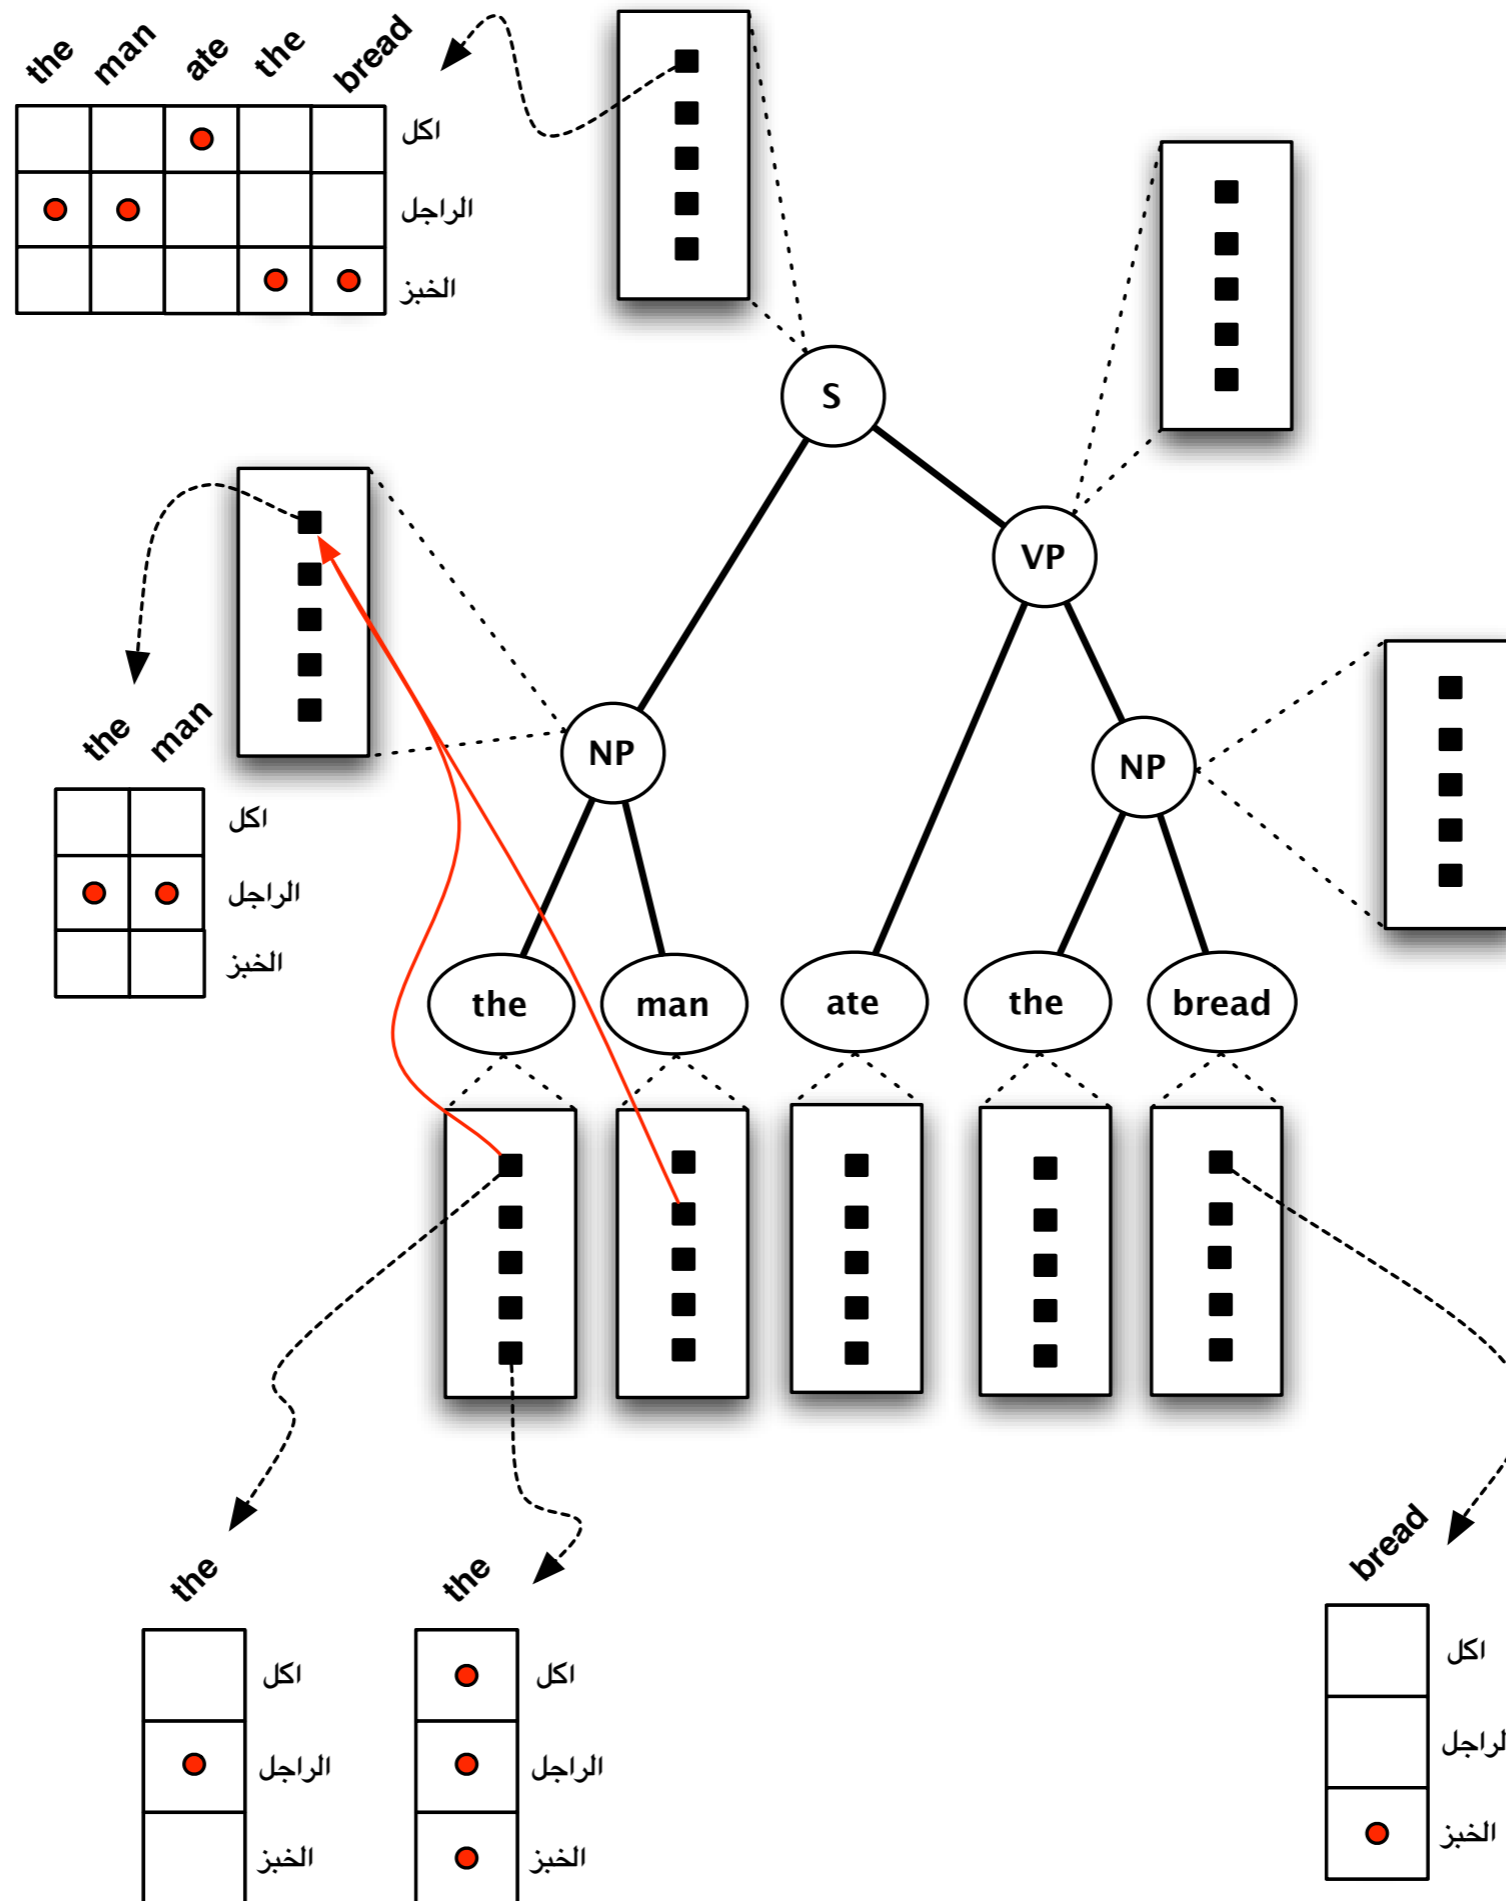 the man ate the bread
اكل
الراجل
الخبز
S
VP
NP
NP
the man
اكل
الراجل
الخبز
the man ate the bread
the
اكل
الراجل
الخبز
the
اكل
الراجل
الخبز
bread
اكل
الراجل
الخبز